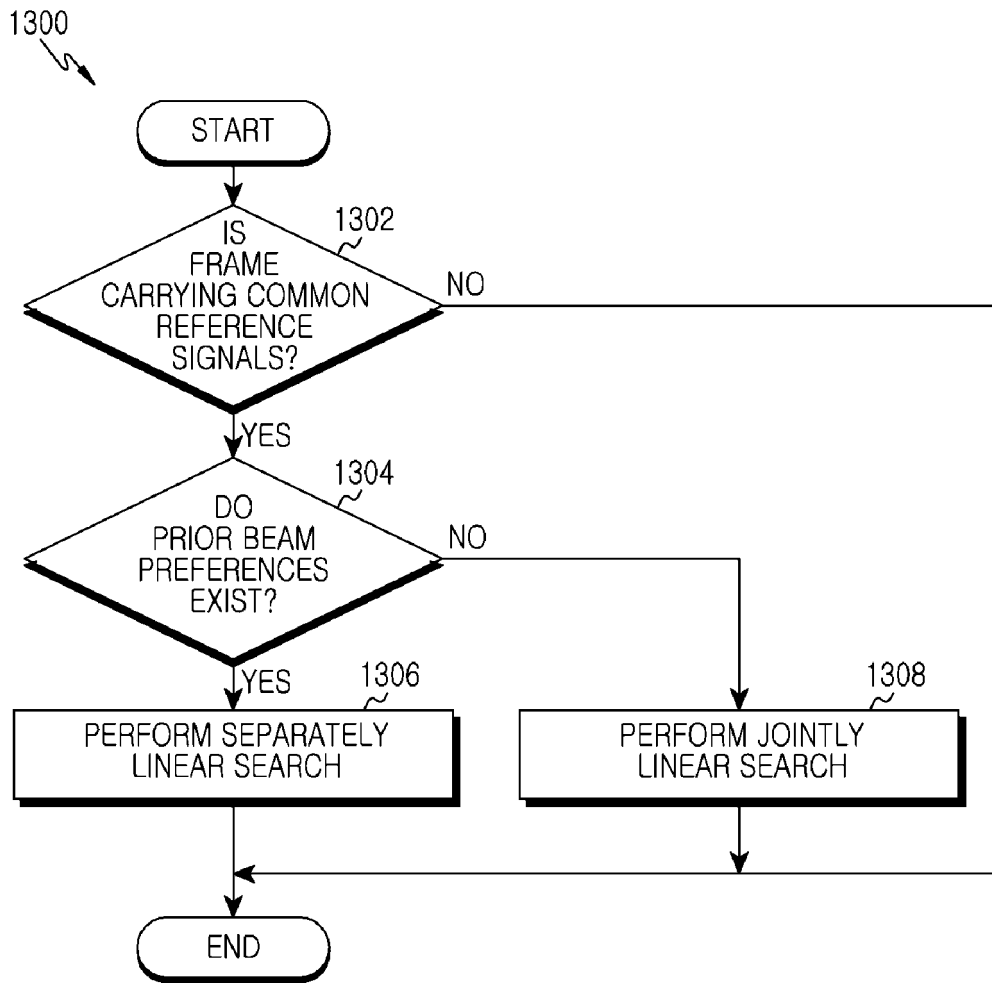 1300
START
1302
IS
FRAME
CARRYING COMMON
REFERENCE
SIGNALS?
NO
YES
1304
DO
PRIOR BEAM
PREFERENCES
EXIST?
NO
YES
1306
PERFORM SEPARATELY
LINEAR SEARCH
1308
PERFORM JOINTLY
LINEAR SEARCH
END